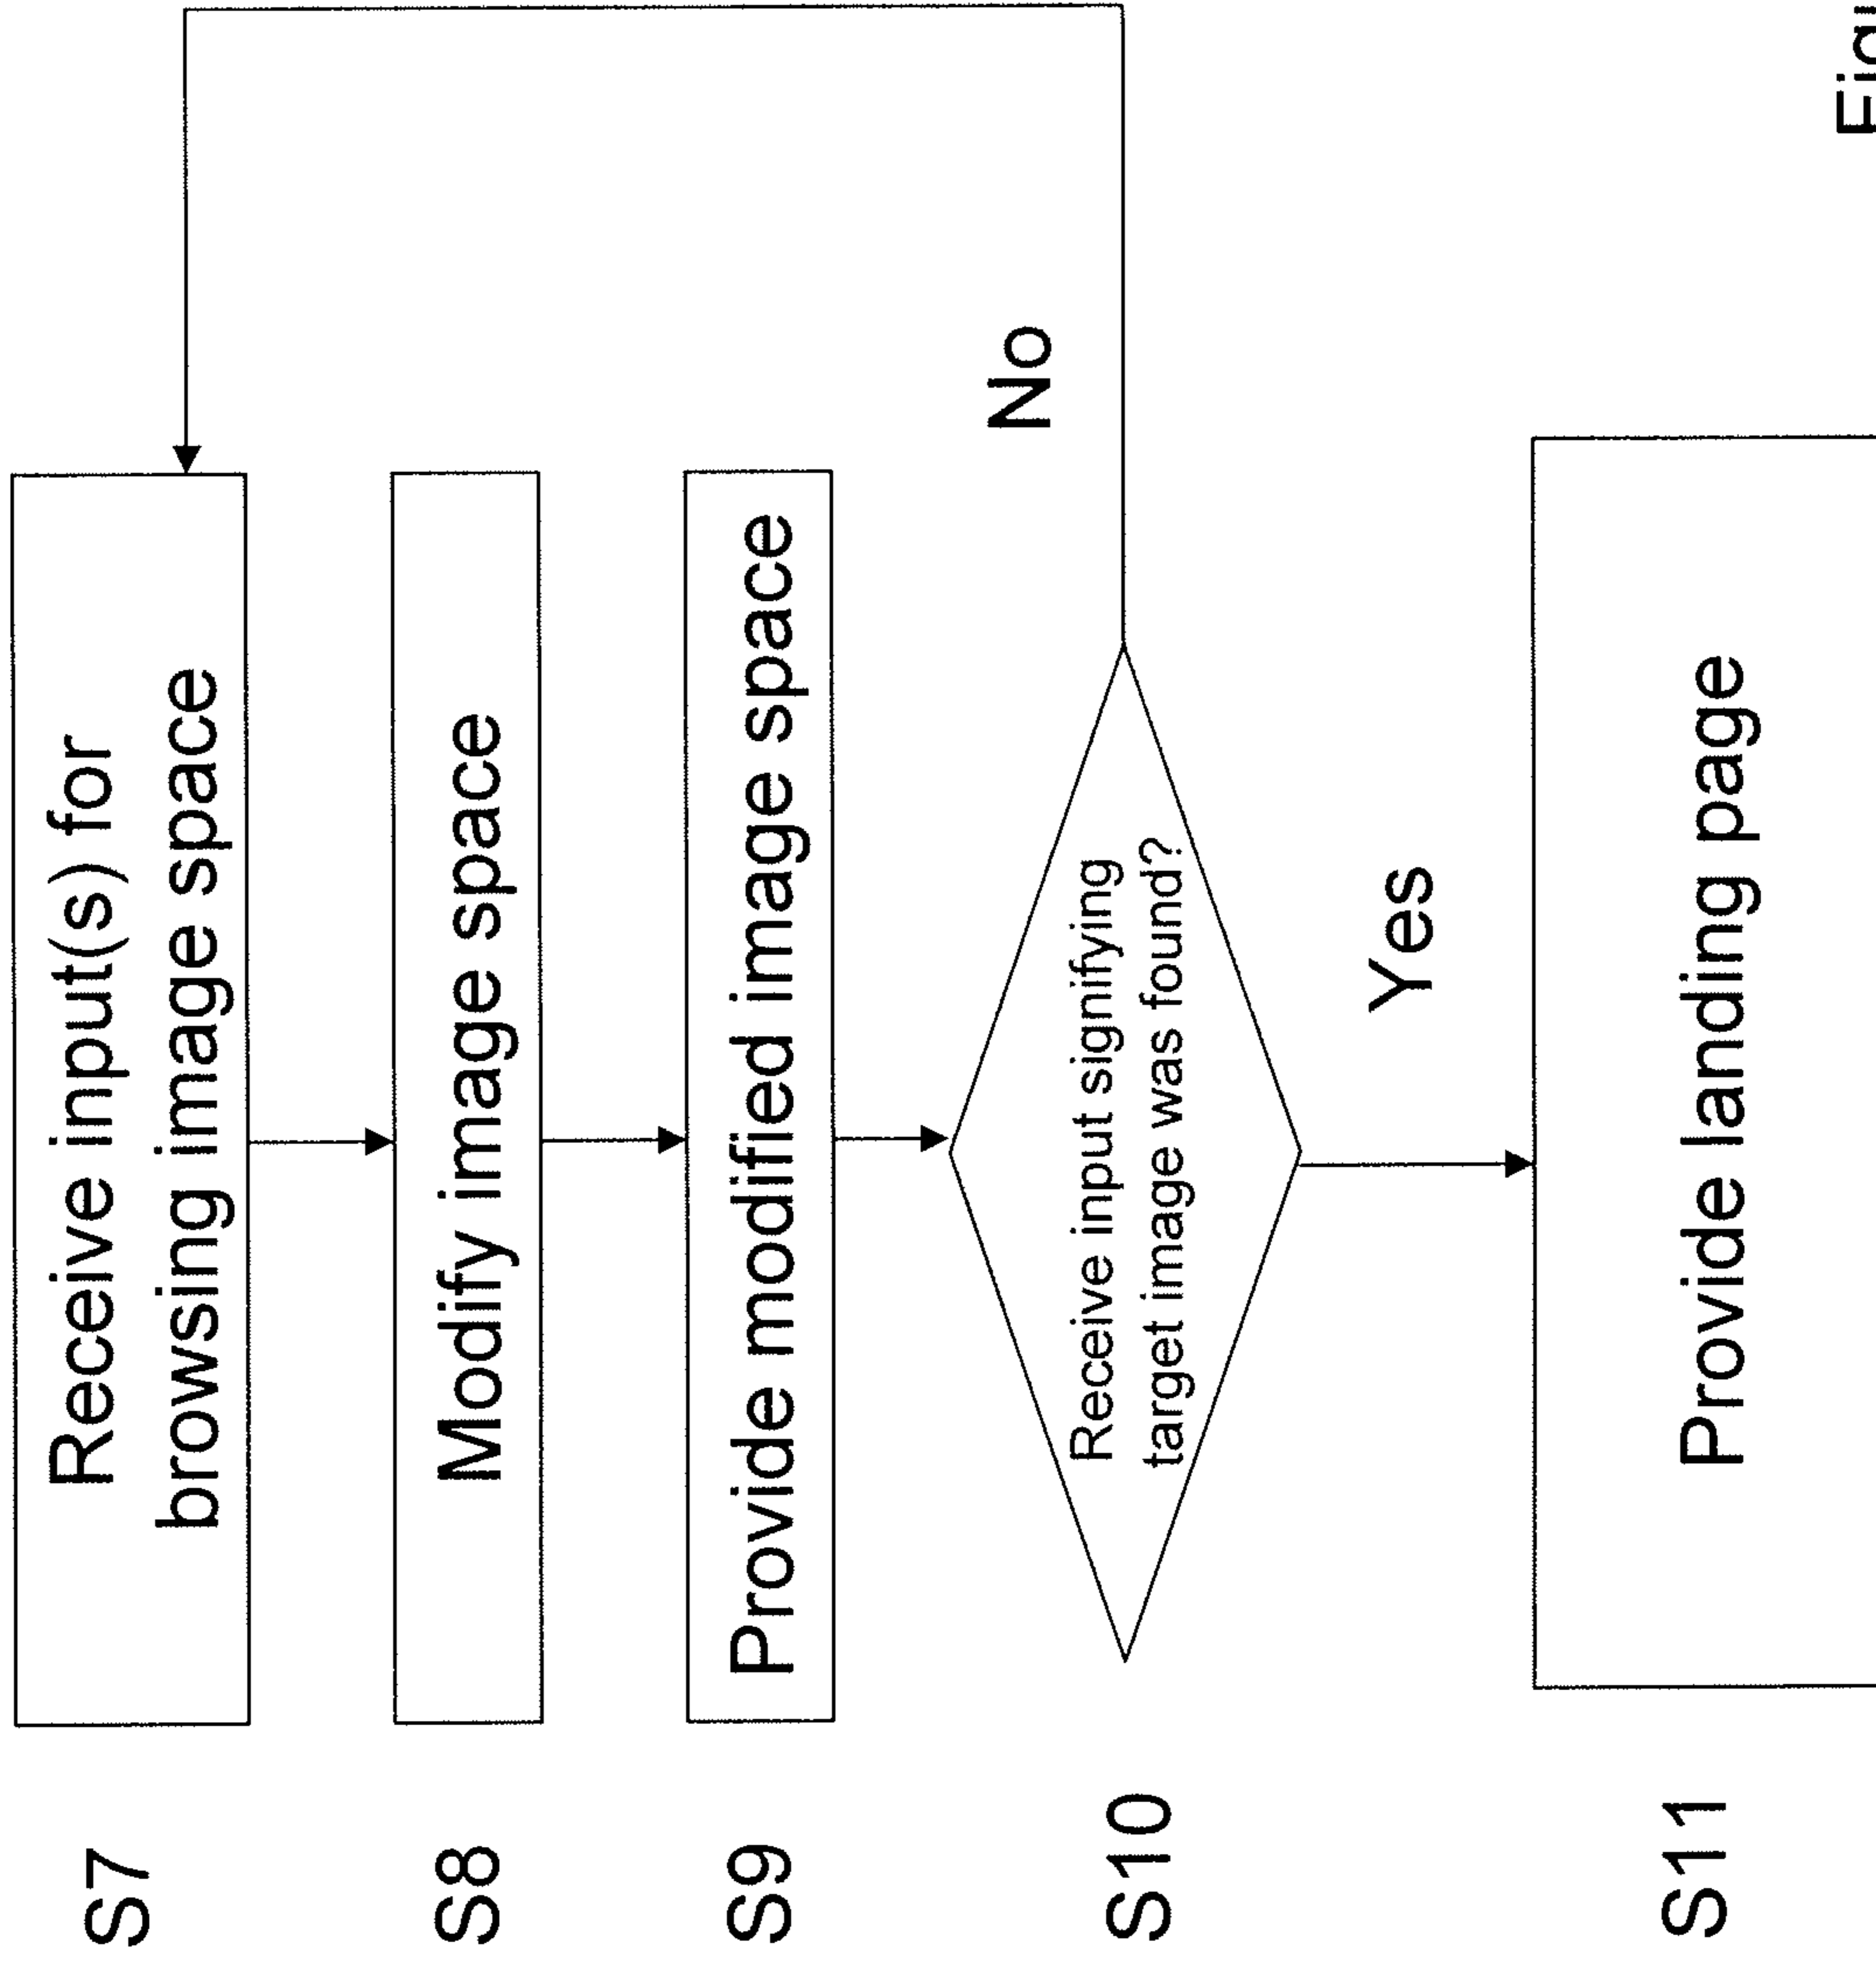 S7
Receive input(s) for
browsing image space
S8
Modify image space
S9
Provide modified image space
S10
Receive input signifying
target image was found?
No
Yes
S11
Provide landing page